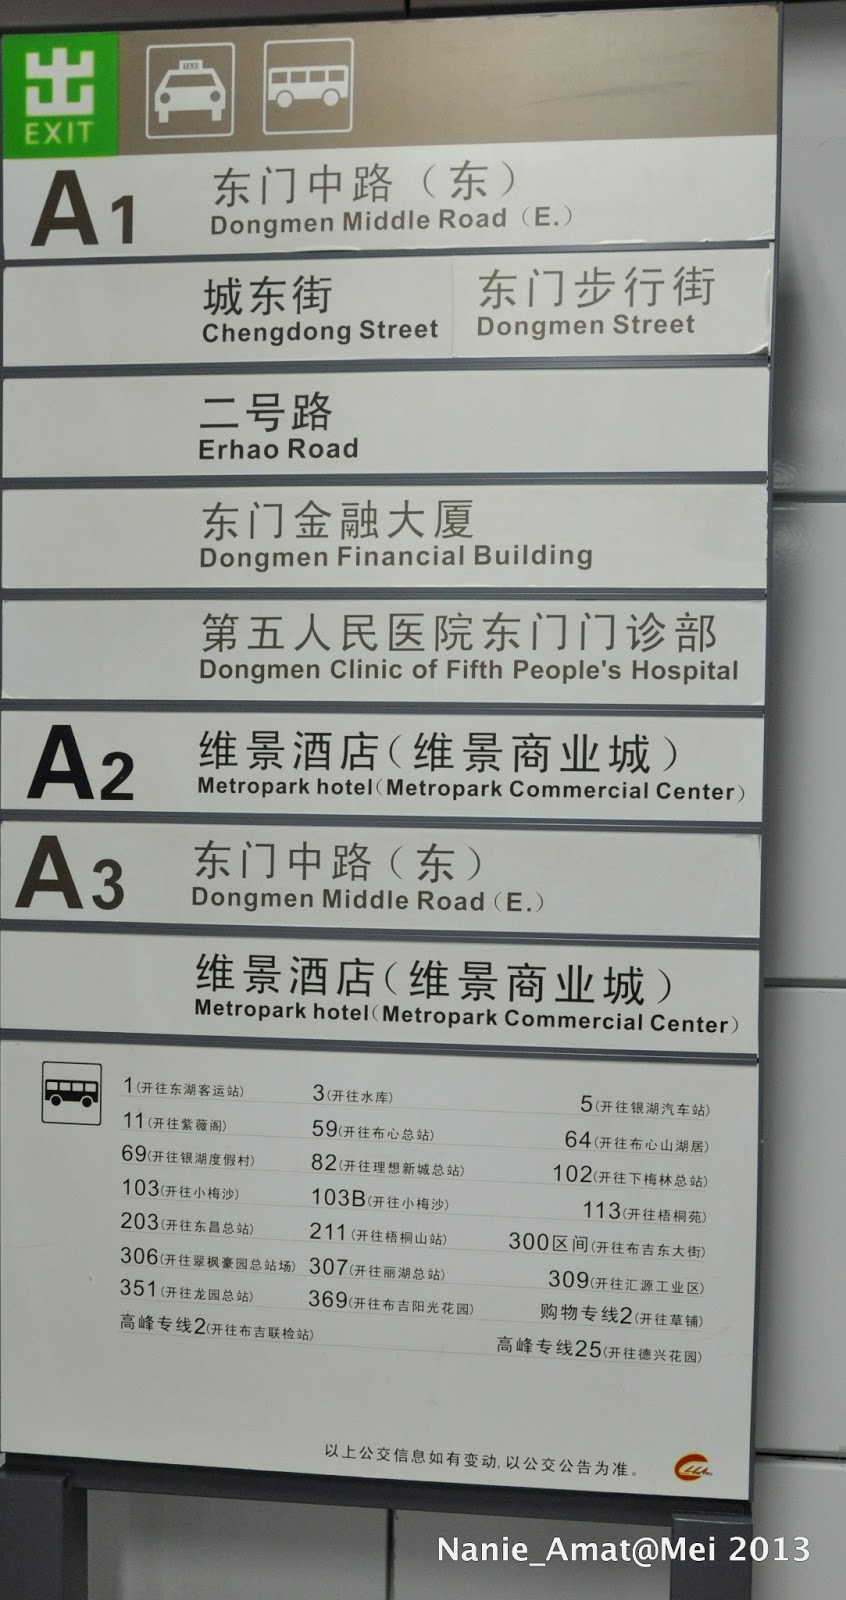 出
EXIT
TAXI
A1 东门中路（东）
Dongmen Middle Road（E.）
城东街 东门步行街
Chengdong Street Dongmen Street
二号路
Erhao Road
东门金融大厦
Dongmen Financial Building
第五人民医院东门门诊部
Dongmen Clinic of Fifth People's Hospital
A2 维景酒店（维景商业城）
Metropark hotel（Metropark Commercial Center）
A3 东门中路（东）
Dongmen Middle Road（E.）
维景酒店（维景商业城）
Metropark hotel（Metropark Commercial Center）
1(开往东湖客运站) 3(开往水库) 5(开往银湖汽车站)
11(开往紫薇阁) 59(开往布心总站) 64(开往布心山湖居)
69(开往银湖度假村) 82(开往理想新城总站) 102(开往下梅林总站)
103(开往小梅沙) 103B(开往小梅沙) 113(开往梧桐苑)
203(开往东昌总站) 211(开往梧桐山站) 300区间(开往布吉东大街)
306(开往翠枫豪园总站场) 307(开往丽湖总站) 309(开往汇源工业区)
351(开往龙园总站) 369(开往布吉阳光花园) 购物专线2(开往草铺)
高峰专线2(开往布吉联检站) 高峰专线25(开往德兴花园)
以上公交信息如有变动,以公交公告为准。
Nanie_Amat@Mei 2013